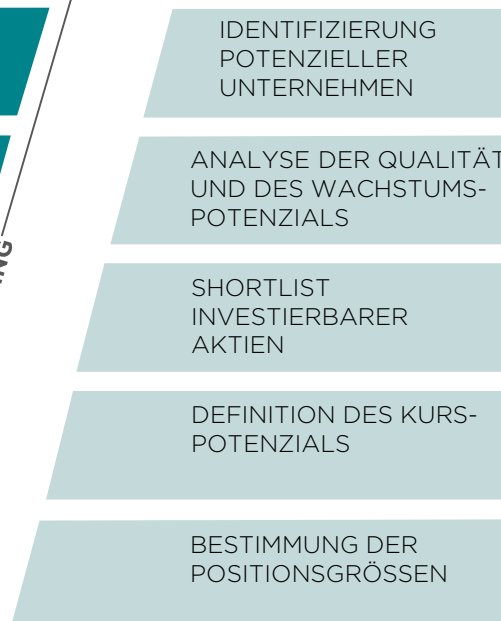 IDENTIFIZIERUNG
POTENZIELLER
UNTERNEHMEN
ANALYSE DER QUALITÄT
UND DES WACHSTUMS-
POTENZIALS
SHORTLIST
INVESTIERBARER
AKTIEN
DEFINITION DES KURS-
POTENZIALS
BESTIMMUNG DER
POSITIONSGRÖSSEN